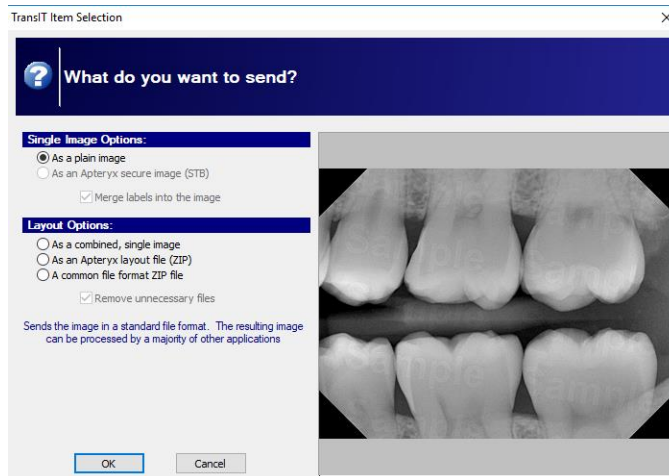 TransIT Item Selection
What do you want to send?
Single Image Options:
As a plain image
As an Apteryx secure image (STB)
Merge labels into the image
Layout Options:
As a combined, single image
As an Apteryx layout file (ZIP)
A common file format ZIP file
Remove unnecessary files
Sends the image in a standard file format. The resulting image
can be processed by a majority of other applications
OK
Cancel